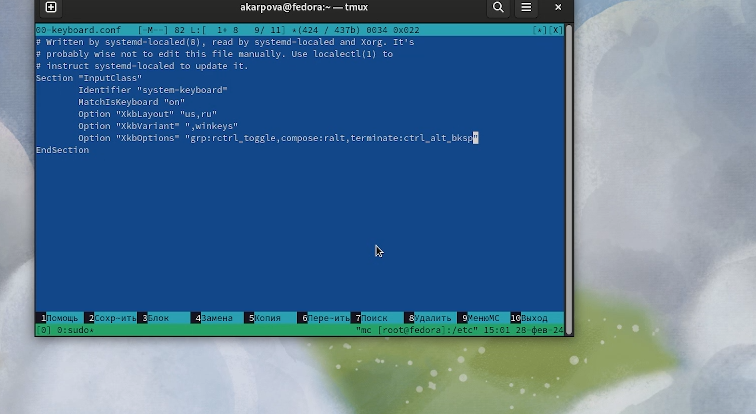 akarpova@fedora:~ — tmux
00-keyboard.conf [-M--] 82 L:[ 1+ 8 9/ 11] *(424 / 437b) 0034 0x022 [*][X]
# Written by systemd-localed(8), read by systemd-localed and Xorg. It's
# probably wise not to edit this file manually. Use localectl(1) to
# instruct systemd-localed to update it.
Section "InputClass"
Identifier "system-keyboard"
MatchIsKeyboard "on"
Option "XkbLayout" "us,ru"
Option "XkbVariant" ",winkeys"
Option "XkbOptions" "grp:rctrl_toggle,compose:ralt,terminate:ctrl_alt_bksp"
EndSection
1Помощь 2Сохр~ить 3Блок 4Замена 5Копия 6Пере~ить 7Поиск 8Удалить 9МенюMC 10Выход
[0] 0:sudo* "mc [root@fedora]:/etc" 15:01 28-фев-24